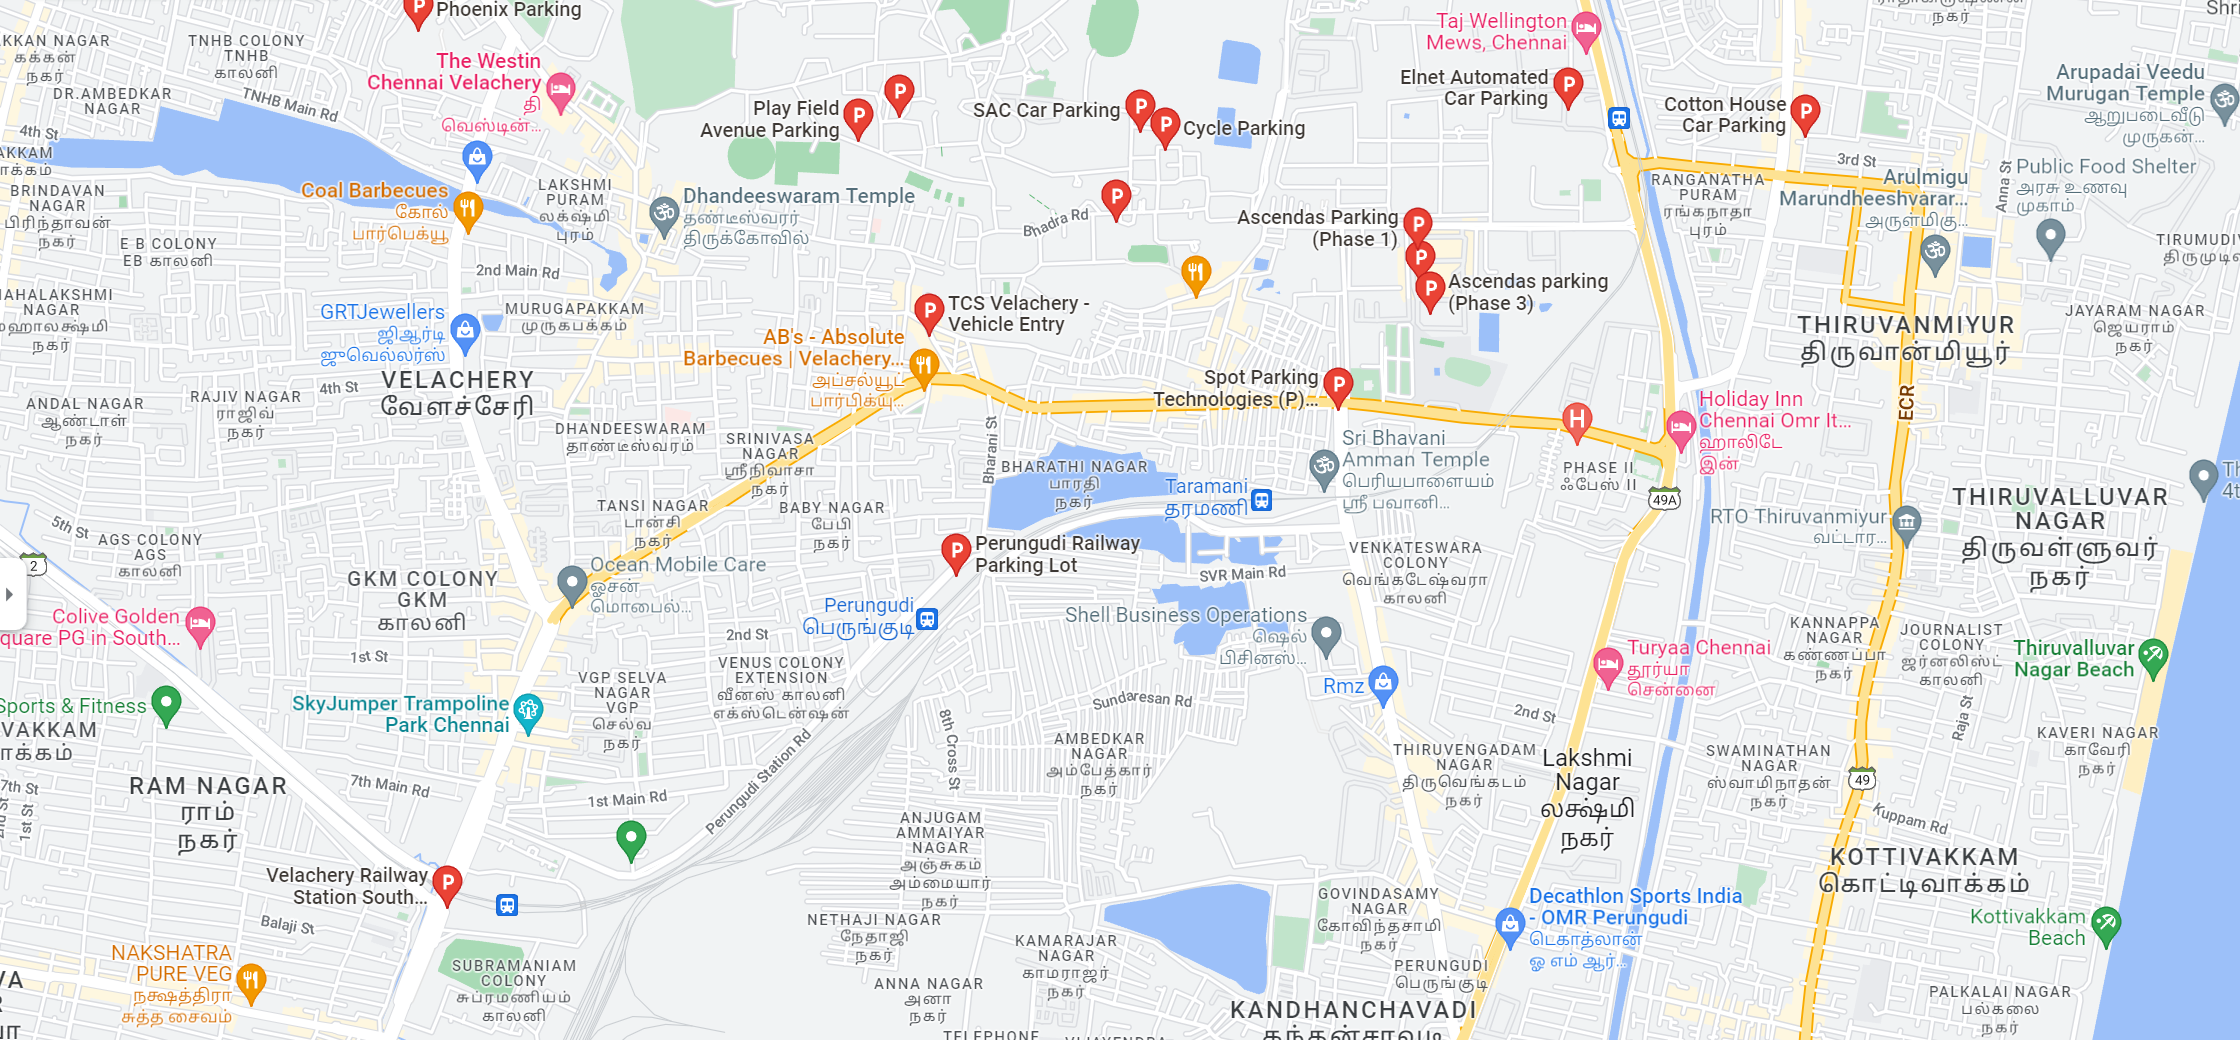 Phoenix Parking
AKKAN NAGAR
கக்கன்
நகர்
TNHB COLONY
TNHB
காலனி
The Westin
Chennai Velachery
தி
வெஸ்டின்...
DR.AMBEDKAR
NAGAR
TNHB Main Rd
4th St
Play Field
Avenue Parking
SAC Car Parking
Cycle Parking
Taj Wellington
Mews, Chennai
Elnet Automated
Car Parking
Cotton House
Car Parking
நகர்
Shri
Arupadai Veedu
Murugan Temple
ஆறுபடைவீடு
முருகன்...
3rd St
Anna St
Public Food Shelter
அரசு உணவு
முகாம்
Arulmigu
Marundheeshvarar...
அருள்மிகு...
RANGANATHA
PURAM
ரங்கநாதா
புரம்
BRINDAVAN
NAGAR
பிரிந்தாவன்
நகர்
Coal Barbecues
கோல்
பார்பெக்யூ
LAKSHMI
PURAM
லக்ஷ்மி
புரம்
Dhandeeswaram Temple
தண்டீஸ்வரர்
திருக்கோவில்
Bhadra Rd
Ascendas Parking
(Phase 1)
Ascendas parking
(Phase 3)
E B COLONY
EB காலனி
2nd Main Rd
MURUGAPAKKAM
முருகபக்கம்
AHALAKSHMI
NAGAR
ஹாலக்ஷ்மி
நகர்
GRTJewellers
ஜிஆர்டி
ஜுவெல்லர்ஸ்
TCS Velachery -
Vehicle Entry
AB's - Absolute
Barbecues | Velachery...
அப்சல்யூட்
பார்பிக்யு...
THIRUVANMIYUR
திருவான்மியூர்
JAYARAM NAGAR
ஜெயராம்
நகர்
VELACHERY
வேளச்சேரி
4th St
RAJIV NAGAR
ராஜிவ்
நகர்
ANDAL NAGAR
ஆண்டாள்
நகர்
Spot Parking
Technologies (P)...
Holiday Inn
Chennai Omr It...
ஹாலிடே
இன்
ECR
DHANDEESWARAM
தாண்டீஸ்வரம்
SRINIVASA
NAGAR
ஸ்ரீநிவாசா
நகர்
Bharani St
BHARATHI NAGAR
பாரதி
நகர்
Sri Bhavani
Amman Temple
பெரியபாளையம்
ஸ்ரீ பவானி...
PHASE II
ஃபேஸ் II
49A
Taramani
தரமணி
THIRUVALLUVAR
NAGAR
திருவள்ளுவர்
நகர்
RTO Thiruvanmiyur
வட்டார...
TANSI NAGAR
டான்சி
நகர்
BABY NAGAR
பேபி
நகர்
5th St
AGS COLONY
AGS
காலனி
2
Perungudi Railway
Parking Lot
VENKATESWARA
COLONY
வெங்கடேஷ்வரா
காலனி
SVR Main Rd
GKM COLONY
GKM
காலனி
Ocean Mobile Care
ஓசன்
மொபைல்...
Perungudi
பெருங்குடி
Shell Business Operations
ஷெல்
பிசினஸ்...
Colive Golden
quare PG in South...
1st St
2nd St
VENUS COLONY
EXTENSION
வீனஸ் காலனி
எக்ஸ்டென்ஷன்
VGP SELVA
NAGAR
VGP
செல்வ
நகர்
KANNAPPA
NAGAR
கண்ணப்பா
நகர்
JOURNALIST
COLONY
ஜர்னலிஸ்ட்
காலனி
Thiruvalluvar
Nagar Beach
Turyaa Chennai
தூர்யா
சென்னை
Rmz
Sundaresan Rd
2nd St
Raja St
Sports & Fitness
VAKKAM
ாக்கம்
SkyJumper Trampoline
Park Chennai
8th Cross St
AMBEDKAR
NAGAR
அம்பேத்கார்
நகர்
THIRUVENGADAM
NAGAR
திருவெங்கடம்
நகர்
Lakshmi
Nagar
லக்ஷ்மி
நகர்
SWAMINATHAN
NAGAR
ஸ்வாமிநாதன்
நகர்
KAVERI NAGAR
காவேரி
நகர்
49
RAM NAGAR
ராம்
நகர்
7th St
2nd St
1st St
7th Main Rd
1st Main Rd
Perungudi Station Rd
Kuppam Rd
ANJUGAM
AMMAIYAR
NAGAR
அஞ்சுகம்
அம்மையார்
நகர்
KOTTIVAKKAM
கொட்டிவாக்கம்
Velachery Railway
Station South...
Balaji St
GOVINDASAMY
NAGAR
கோவிந்தசாமி
நகர்
Decathlon Sports India
- OMR Perungudi
டெகாத்லான்
ஓ எம் ஆர்...
NETHAJI NAGAR
நேதாஜி
நகர்
KAMARAJAR
NAGAR
காமராஜர்
நகர்
Kottivakkam
Beach
NAKSHATRA
PURE VEG
நக்ஷத்திரா
சுத்த சைவம்
SUBRAMANIAM
COLONY
சுப்ரமணியம்
காலனி
PERUNGUDI
பெருங்குடி
ANNA NAGAR
அனா
நகர்
PALKALAI NAGAR
பல்கலை
நகர்
KANDHANCHAVADI
TELEPHONE